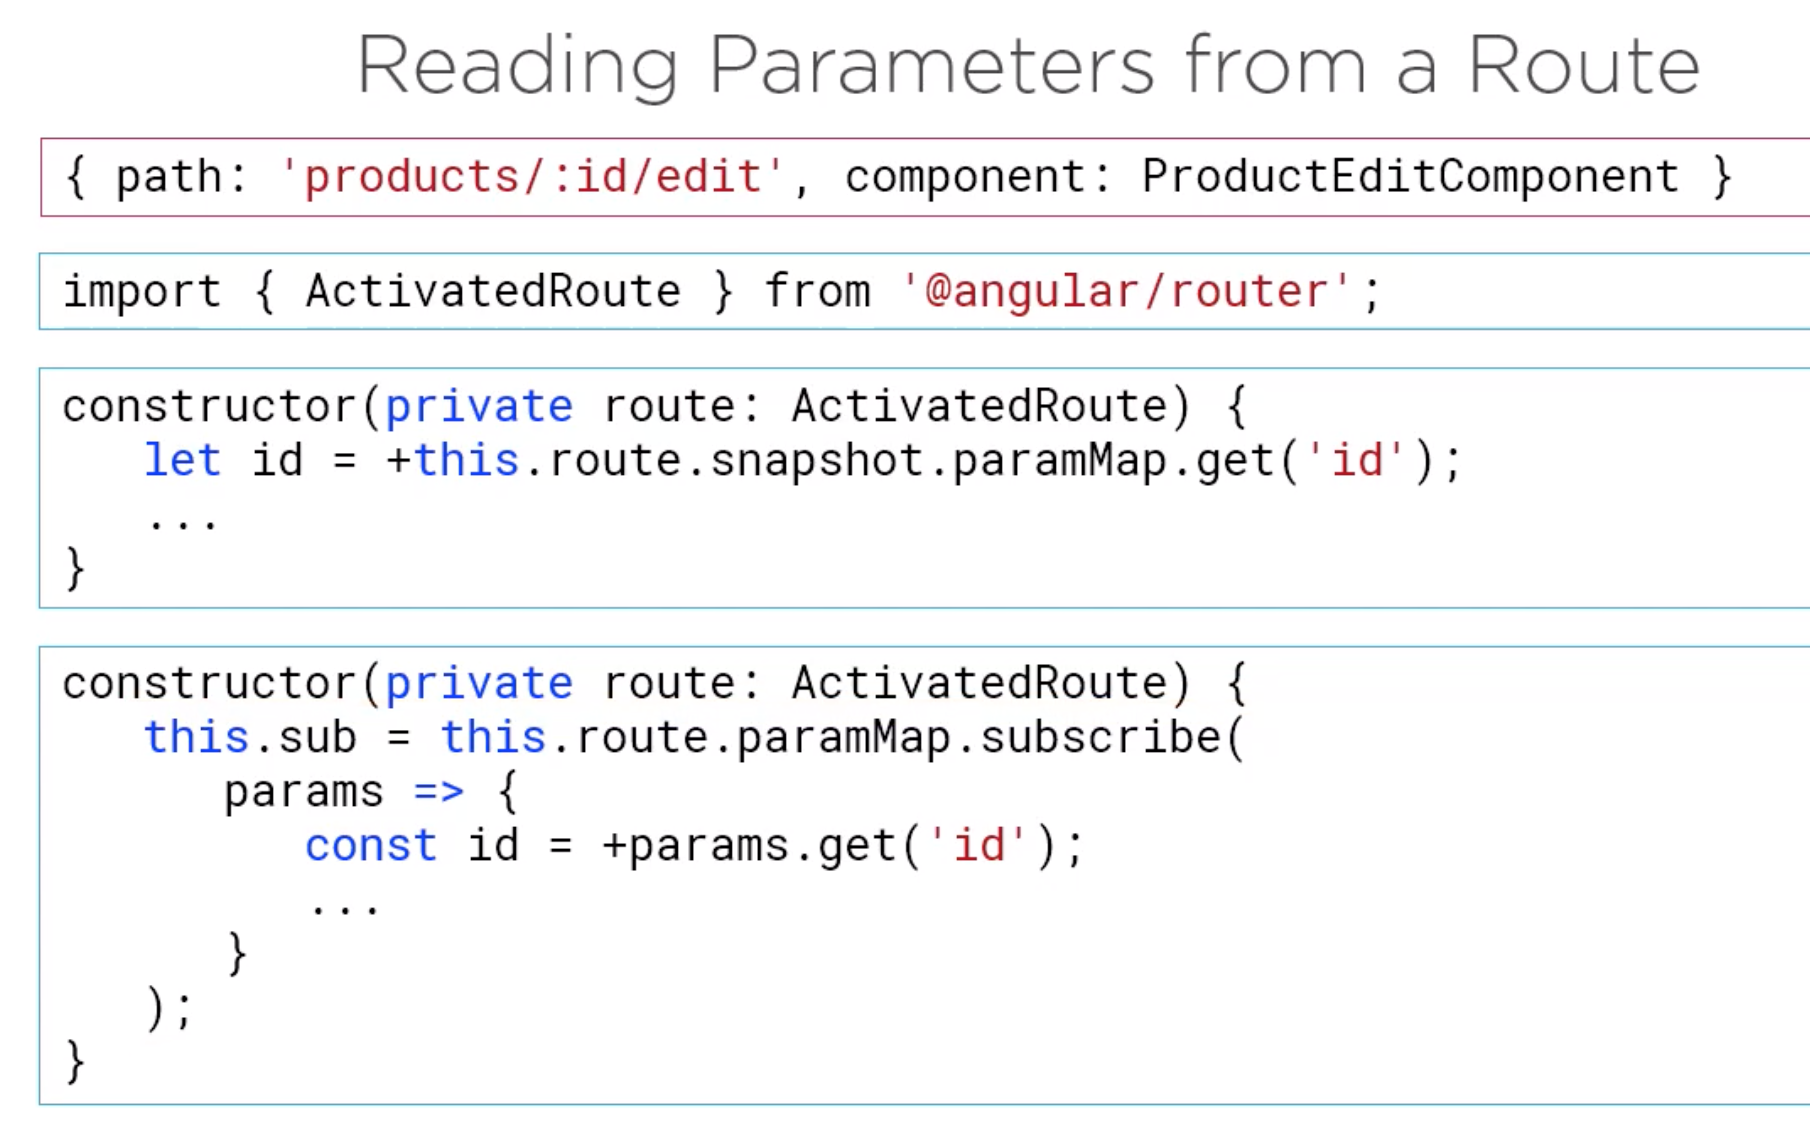 Reading Parameters from a Route
{ path: 'products/:id/edit', component: ProductEditComponent }
import { ActivatedRoute } from '@angular/router';
constructor(private route: ActivatedRoute) {
   let id = +this.route.snapshot.paramMap.get('id');
   ...
}
constructor(private route: ActivatedRoute) {
   this.sub = this.route.paramMap.subscribe(
      params => {
         const id = +params.get('id');
         ...
      }
   );
}